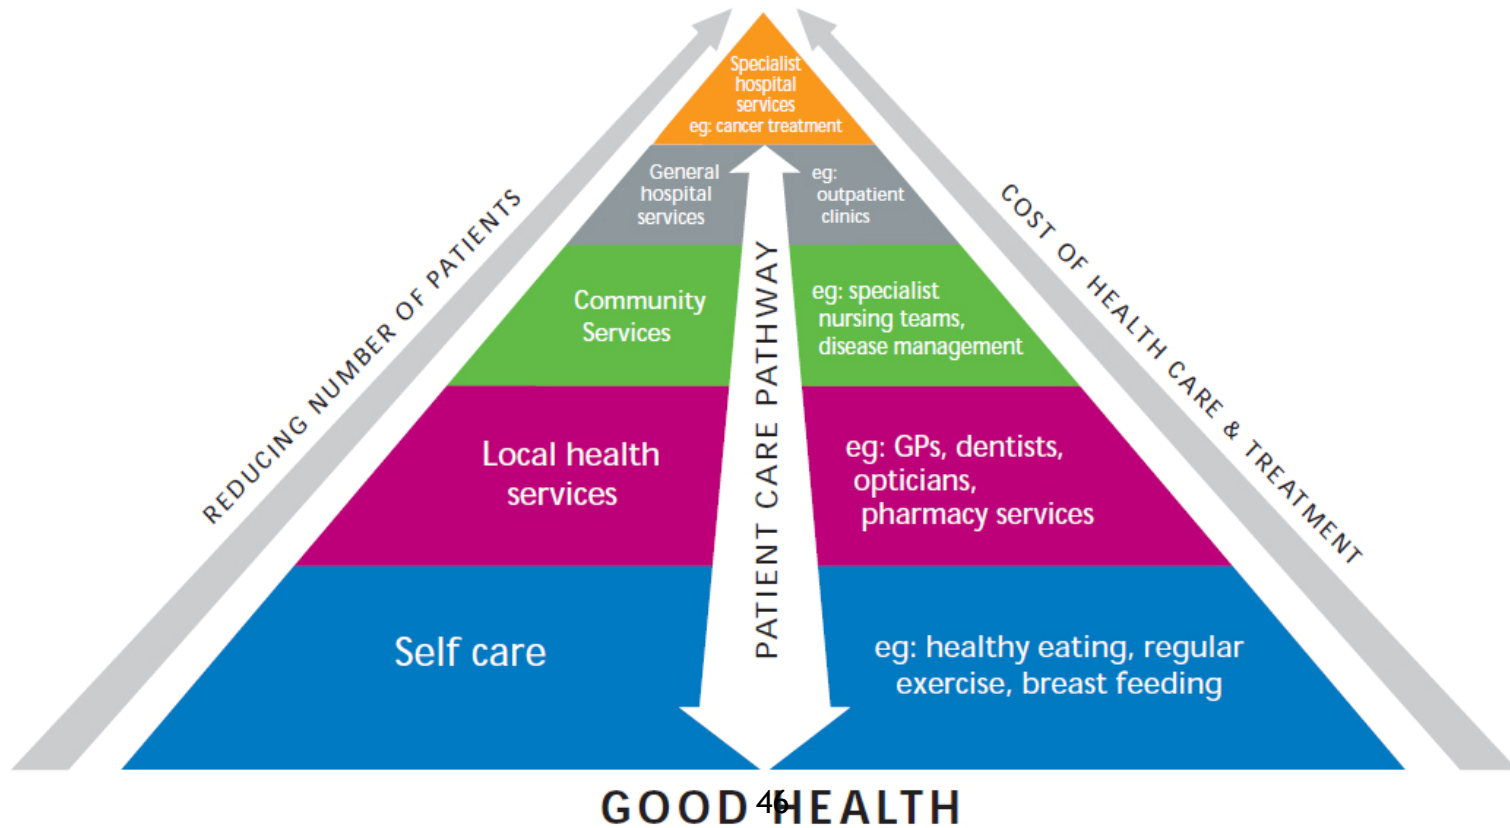 Specialist
hospital
services
eg: cancer treatment
General
hospital
services
eg:
outpatient
clinics
Community
Services
eg: specialist
nursing teams,
disease management
Local health
services
eg: GPs, dentists,
opticians,
pharmacy services
Self care
eg: healthy eating, regular
exercise, breast feeding
PATIENT CARE PATHWAY
REDUCING NUMBER OF PATIENTS
COST OF HEALTH CARE & TREATMENT
GOOD HEALTH
46